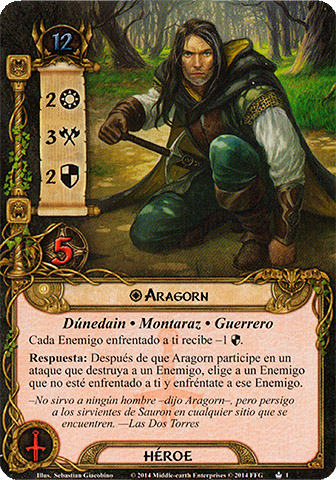 12
2
3
2
5
Aragorn
Dúnedain • Montaraz • Guerrero
Cada Enemigo enfrentado a ti recibe –1
Respuesta: Después de que Aragorn participe en un
ataque que destruya a un Enemigo, elige a un Enemigo
que no esté enfrentado a ti y enfréntate a ese Enemigo.
–No sirvo a ningún hombre –dijo Aragorn–, pero persigo
a los sirvientes de Sauron en cualquier sitio que se
encuentren. —Las Dos Torres
HÉROE
Illus. Sebastian Giacobino © 2014 Middle-earth Enterprises © 2014 FFG 1